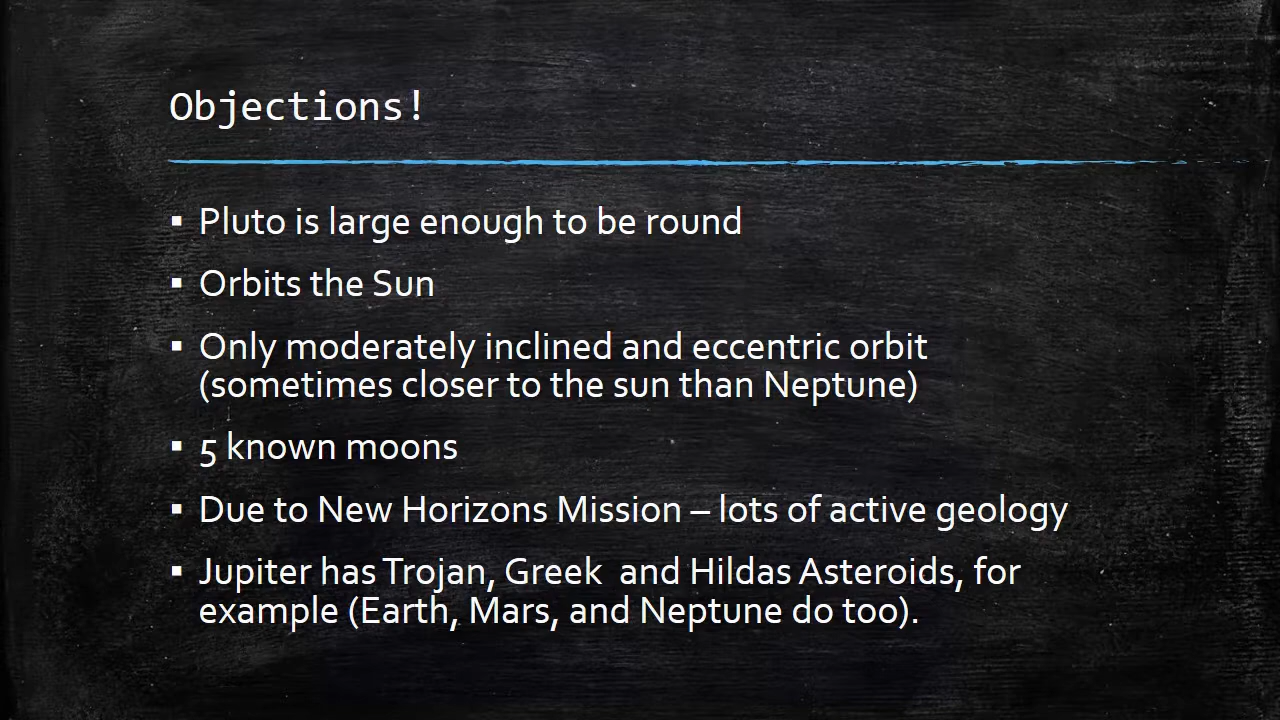 Objections!
▪ Pluto is large enough to be round
▪ Orbits the Sun
▪ Only moderately inclined and eccentric orbit
(sometimes closer to the sun than Neptune)
▪ 5 known moons
▪ Due to New Horizons Mission – lots of active geology
▪ Jupiter has Trojan, Greek  and Hildas Asteroids, for
example (Earth, Mars, and Neptune do too).